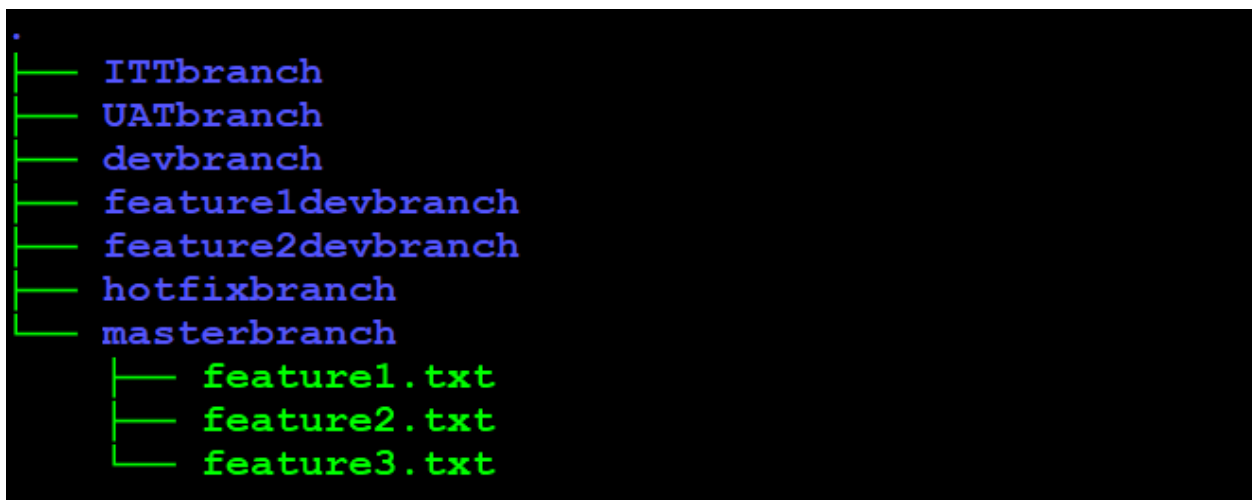 .
├── ITTbranch
├── UATbranch
├── devbranch
├── feature1devbranch
├── feature2devbranch
├── hotfixbranch
└── masterbranch
    ├── feature1.txt
    ├── feature2.txt
    └── feature3.txt